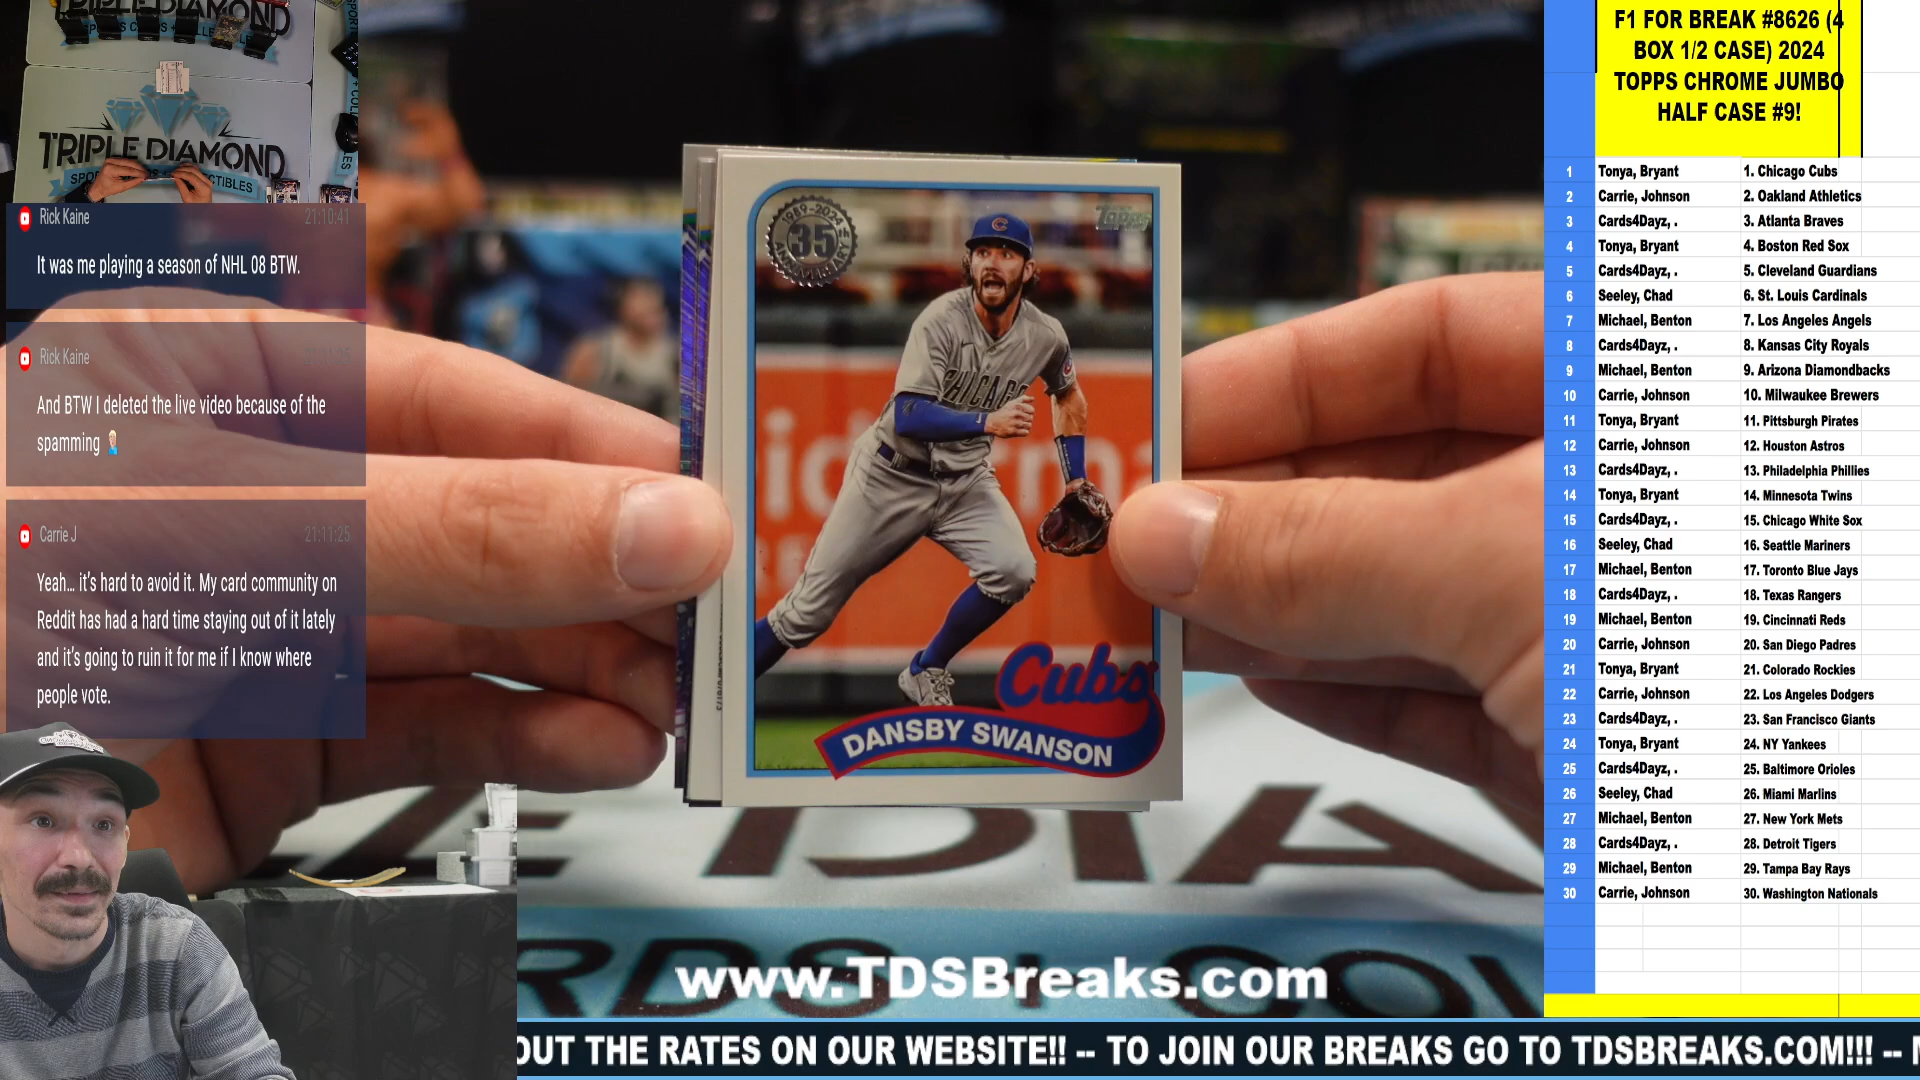 TRIPLE DIAMOND
TRIPLE DIAMOND
Rick Kaine 21:10:41
It was me playing a season of NHL 08 BTW.
Rick Kaine
And BTW I deleted the live video because of the
spamming
Carrie J 21:11:25
Yeah... it's hard to avoid it. My card community on
Reddit has had a hard time staying out of it lately
and it's going to ruin it for me if I know where
people vote.
1989-2024
35th
ANNIVERSARY
TOPPS
CHICAGO
Cubs
DANSBY SWANSON
www.TDSBreaks.com
OUT THE RATES ON OUR WEBSITE!! -- TO JOIN OUR BREAKS GO TO TDSBREAKS.COM!!! --
F1 FOR BREAK #8626 (4
BOX 1/2 CASE) 2024
TOPPS CHROME JUMBO
HALF CASE #9!
1 Tonya, Bryant 1. Chicago Cubs
2 Carrie, Johnson 2. Oakland Athletics
3 Cards4Dayz, . 3. Atlanta Braves
4 Tonya, Bryant 4. Boston Red Sox
5 Cards4Dayz, . 5. Cleveland Guardians
6 Seeley, Chad 6. St. Louis Cardinals
7 Michael, Benton 7. Los Angeles Angels
8 Cards4Dayz, . 8. Kansas City Royals
9 Michael, Benton 9. Arizona Diamondbacks
10 Carrie, Johnson 10. Milwaukee Brewers
11 Tonya, Bryant 11. Pittsburgh Pirates
12 Carrie, Johnson 12. Houston Astros
13 Cards4Dayz, . 13. Philadelphia Phillies
14 Tonya, Bryant 14. Minnesota Twins
15 Cards4Dayz, . 15. Chicago White Sox
16 Seeley, Chad 16. Seattle Mariners
17 Michael, Benton 17. Toronto Blue Jays
18 Cards4Dayz, . 18. Texas Rangers
19 Michael, Benton 19. Cincinnati Reds
20 Carrie, Johnson 20. San Diego Padres
21 Tonya, Bryant 21. Colorado Rockies
22 Carrie, Johnson 22. Los Angeles Dodgers
23 Cards4Dayz, . 23. San Francisco Giants
24 Tonya, Bryant 24. NY Yankees
25 Cards4Dayz, . 25. Baltimore Orioles
26 Seeley, Chad 26. Miami Marlins
27 Michael, Benton 27. New York Mets
28 Cards4Dayz, . 28. Detroit Tigers
29 Michael, Benton 29. Tampa Bay Rays
30 Carrie, Johnson 30. Washington Nationals